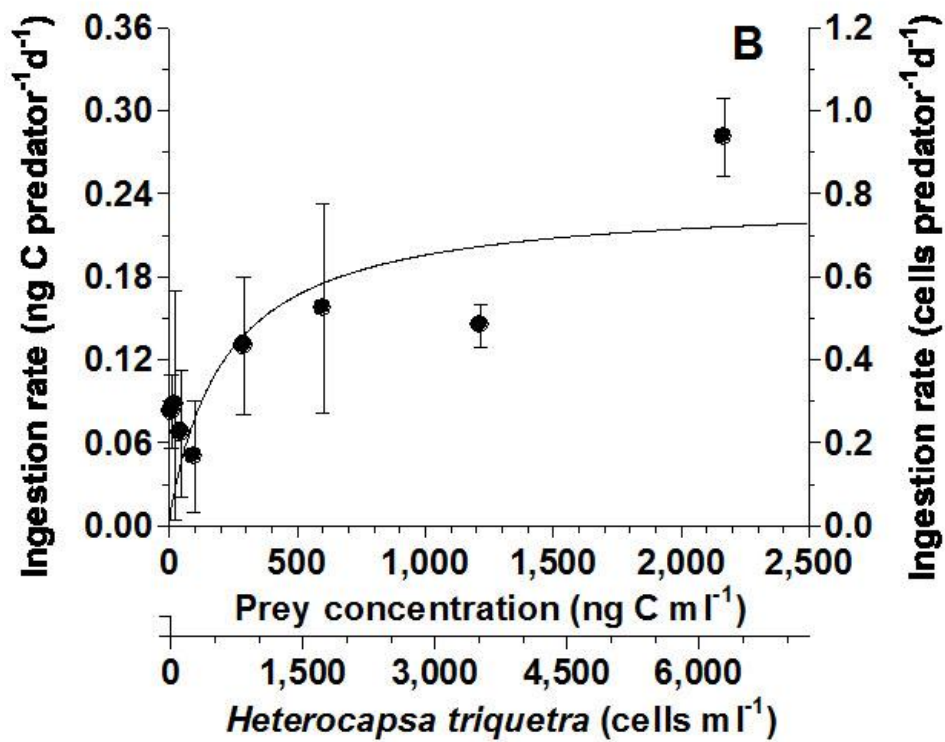 B
Ingestion rate (ng C predator⁻¹d⁻¹)
0.36
0.30
0.24
0.18
0.12
0.06
0.00
1.2
1.0
0.8
0.6
0.4
0.2
0.0
Ingestion rate (cells predator⁻¹d⁻¹)
0 500 1,000 1,500 2,000 2,500
Prey concentration (ng C ml⁻¹)
0 1,500 3,000 4,500 6,000
Heterocapsa triquetra (cells ml⁻¹)